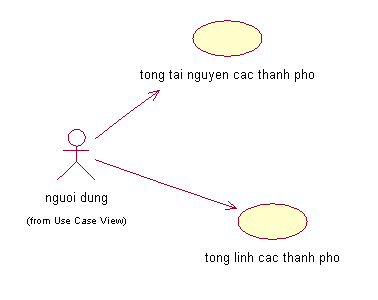 tong tai nguyen cac thanh pho
nguoi dung
(from Use Case View)
tong linh cac thanh pho